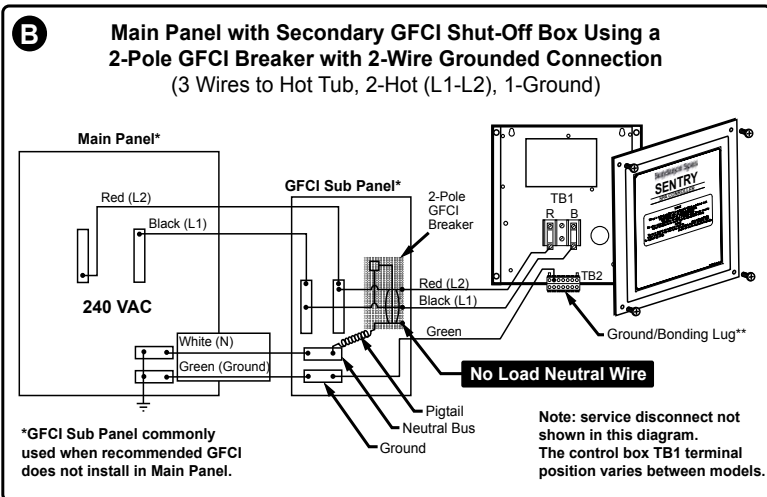 B
Main Panel with Secondary GFCI Shut-Off Box Using a
2-Pole GFCI Breaker with 2-Wire Grounded Connection
(3 Wires to Hot Tub, 2-Hot (L1-L2), 1-Ground)
Main Panel*
Red (L2)
Black (L1)
240 VAC
White (N)
Green (Ground)
GFCI Sub Panel*
2-Pole
GFCI
Breaker
Red (L2)
Black (L1)
Green
No Load Neutral Wire
Pigtail
Neutral Bus
Ground
TB1
R B
TB2
SENTRY
Ground/Bonding Lug**
*GFCI Sub Panel commonly
used when recommended GFCI
does not install in Main Panel.
Note: service disconnect not
shown in this diagram.
The control box TB1 terminal
position varies between models.